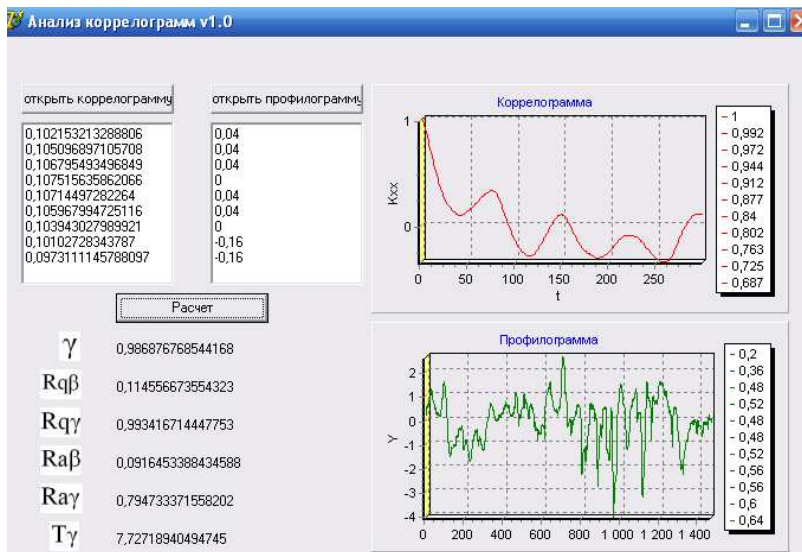 Анализ коррелограмм v1.0
открыть коррелограмму
открыть профилограмму
0,102153213288806
0,105096897105708
0,106795493496849
0,107515635862066
0,10714497282264
0,105967994725116
0,103943027989921
0,10102728343787
0,0973111145788097
0,04
0,04
0,04
0
0,04
0,04
0
-0,16
-0,16
Расчет
γ 0,986876768544168
Rqβ 0,114556673554323
Rqγ 0,993416714447753
Raβ 0,0916453388434588
Raγ 0,794733371558202
Tγ 7,72718940494745
Коррелограмма
1
0
Kxx
0 50 100 150 200 250
t
1
0,992
0,972
0,944
0,912
0,877
0,84
0,802
0,763
0,725
0,687
Профилограмма
2
1
0
-1
-2
-3
-4
Y
0 200 400 600 800 1 000 1 200 1 400
0,2
0,36
0,48
0,52
0,48
0,48
0,52
0,56
0,56
0,6
0,64